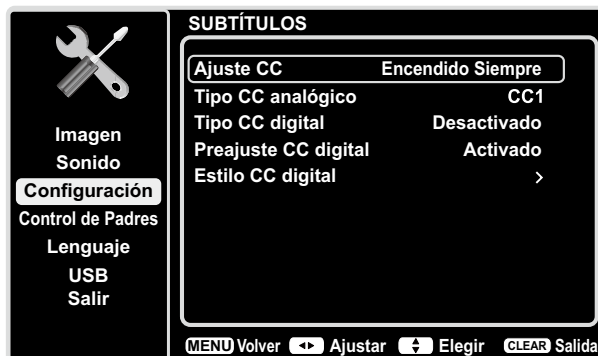 SUBTÍTULOS
Ajuste CC Encendido Siempre
Tipo CC analógico CC1
Tipo CC digital Desactivado
Preajuste CC digital Activado
Estilo CC digital >
Imagen
Sonido
Configuración
Control de Padres
Lenguaje
USB
Salir
MENU Volver Ajustar Elegir CLEAR Salida